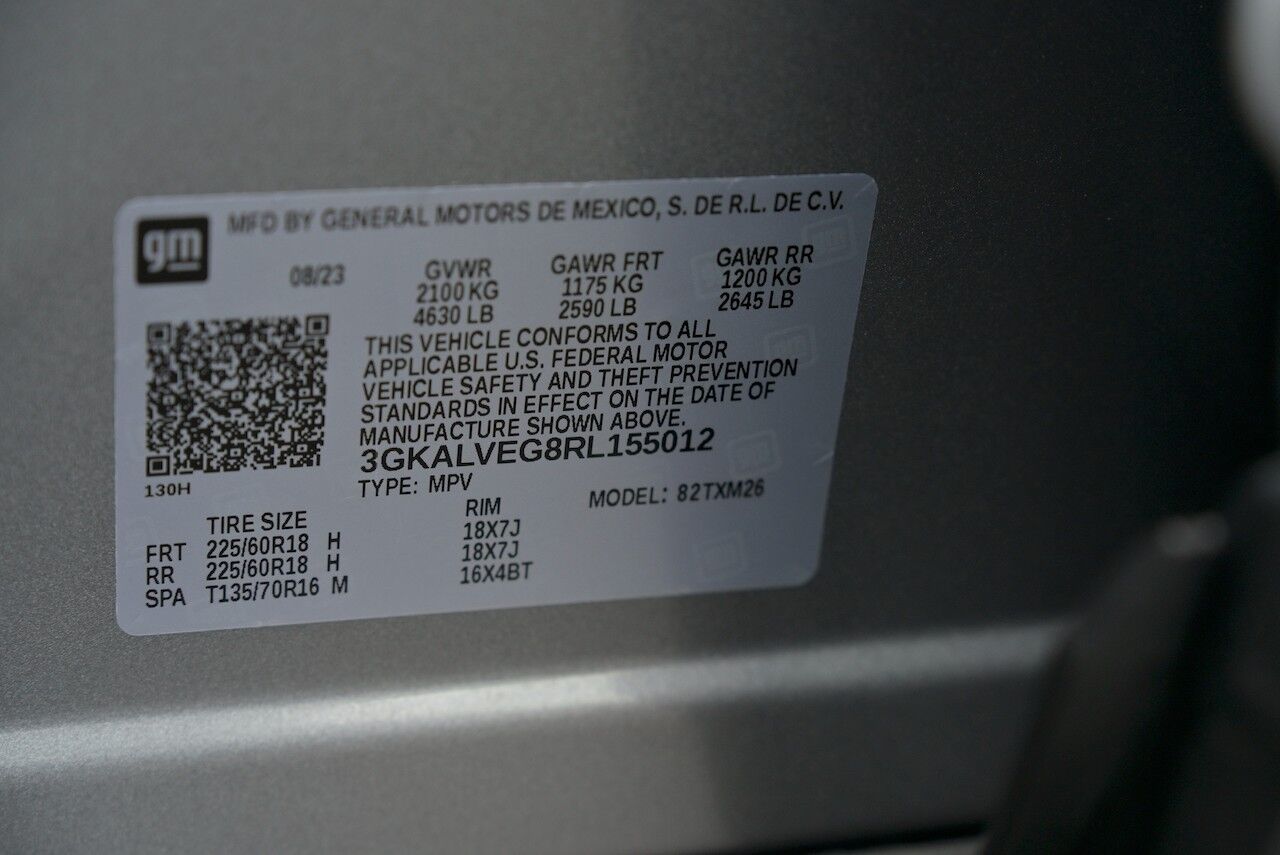 gm
MFD BY GENERAL MOTORS DE MEXICO, S. DE R.L. DE C.V.
08/23 GVWR GAWR FRT GAWR RR
2100 KG 1175 KG 1200 KG
4630 LB 2590 LB 2645 LB
THIS VEHICLE CONFORMS TO ALL
APPLICABLE U.S. FEDERAL MOTOR
VEHICLE SAFETY AND THEFT PREVENTION
STANDARDS IN EFFECT ON THE DATE OF
MANUFACTURE SHOWN ABOVE.
3GKALVEG8RL155012
130H
TYPE: MPV MODEL: 82TXM26
TIRE SIZE RIM
FRT 225/60R18 H 18X7J
RR 225/60R18 H 18X7J
SPA T135/70R16 M 16X4BT